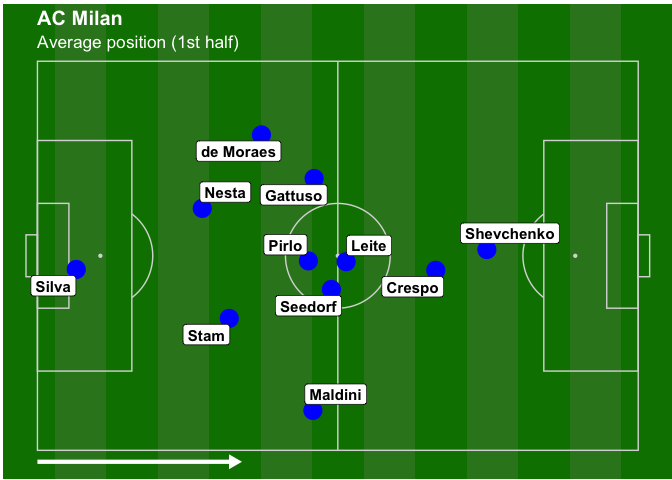 AC Milan
Average position (1st half)
de Moraes
Nesta
Gattuso
Shevchenko
Pirlo
Leite
Silva
Crespo
Seedorf
Stam
Maldini